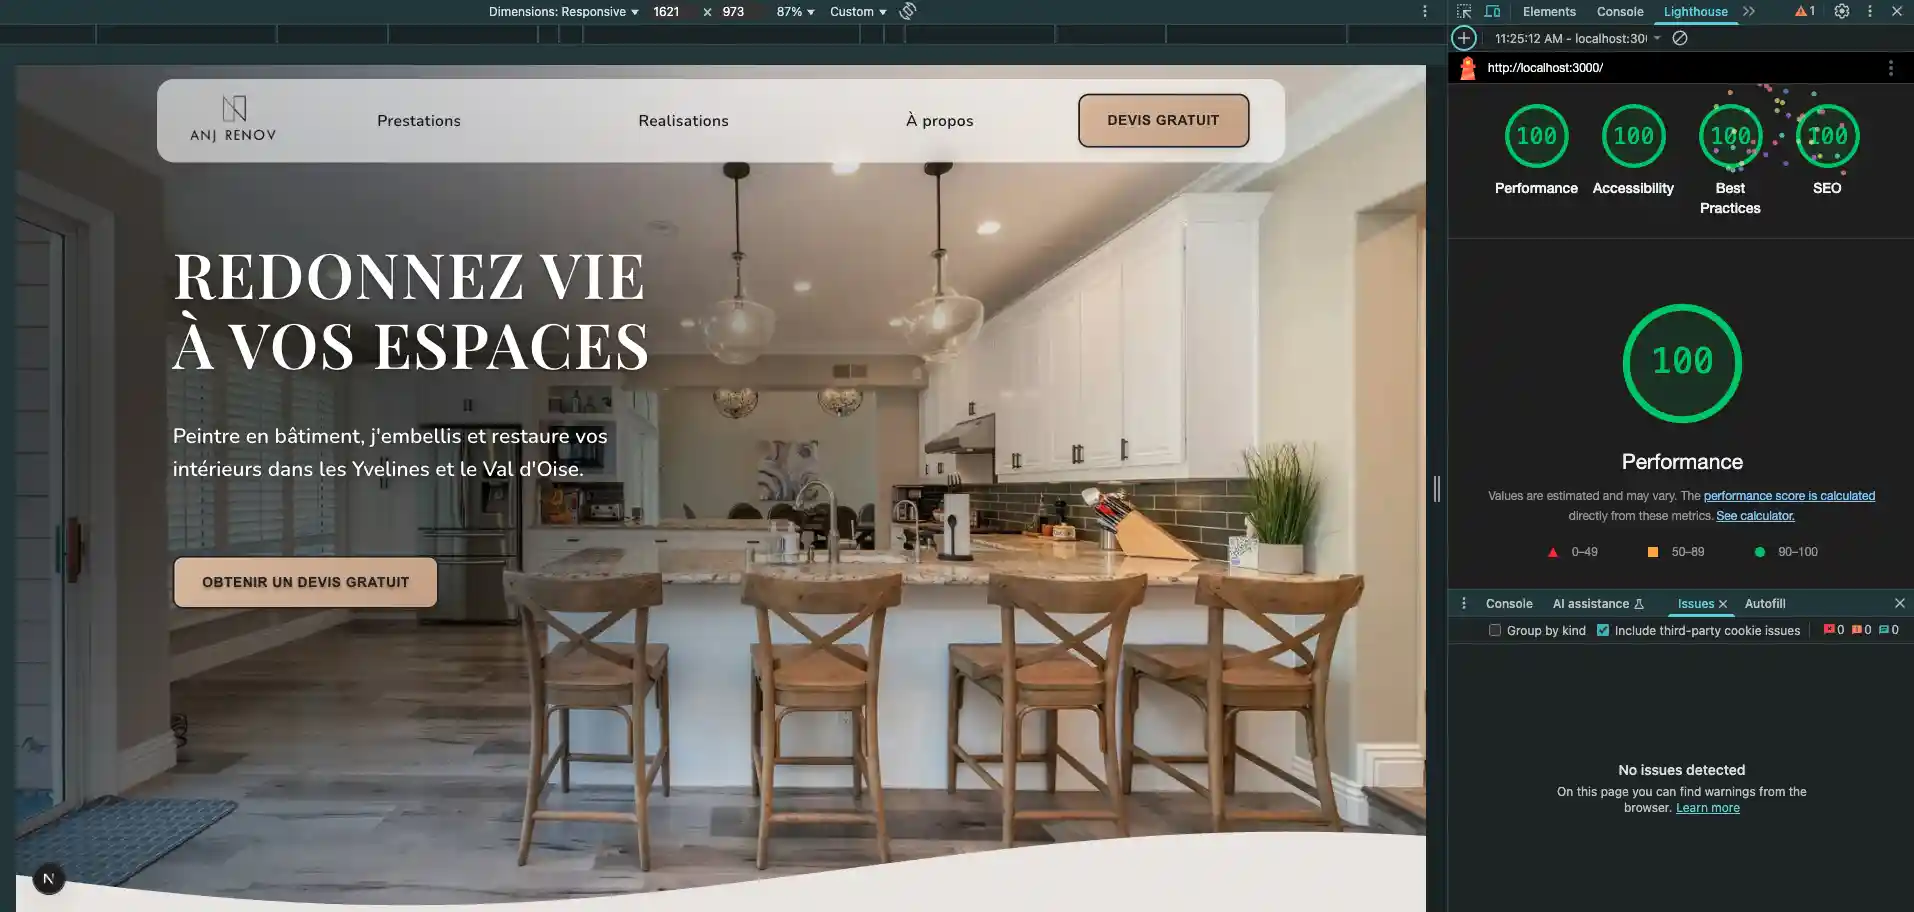 Dimensions: Responsive
1621 × 973
87%
Custom
ANJ RENOV
Prestations
Realisations
À propos
DEVIS GRATUIT
REDONNEZ VIE
À VOS ESPACES
Peintre en bâtiment, j'embellis et restaure vos
intérieurs dans les Yvelines et le Val d'Oise.
OBTENIR UN DEVIS GRATUIT
N
Elements
Console
Lighthouse
1
11:25:12 AM - localhost:300
http://localhost:3000/
100
100
100
100
Performance
Accessibility
Best
Practices
SEO
100
Performance
Values are estimated and may vary. The performance score is calculated
directly from these metrics. See calculator.
0–49
50–89
90–100
Console
AI assistance
Issues
Autofill
Group by kind
Include third-party cookie issues
0
0
0
No issues detected
On this page you can find warnings from the
browser. Learn more